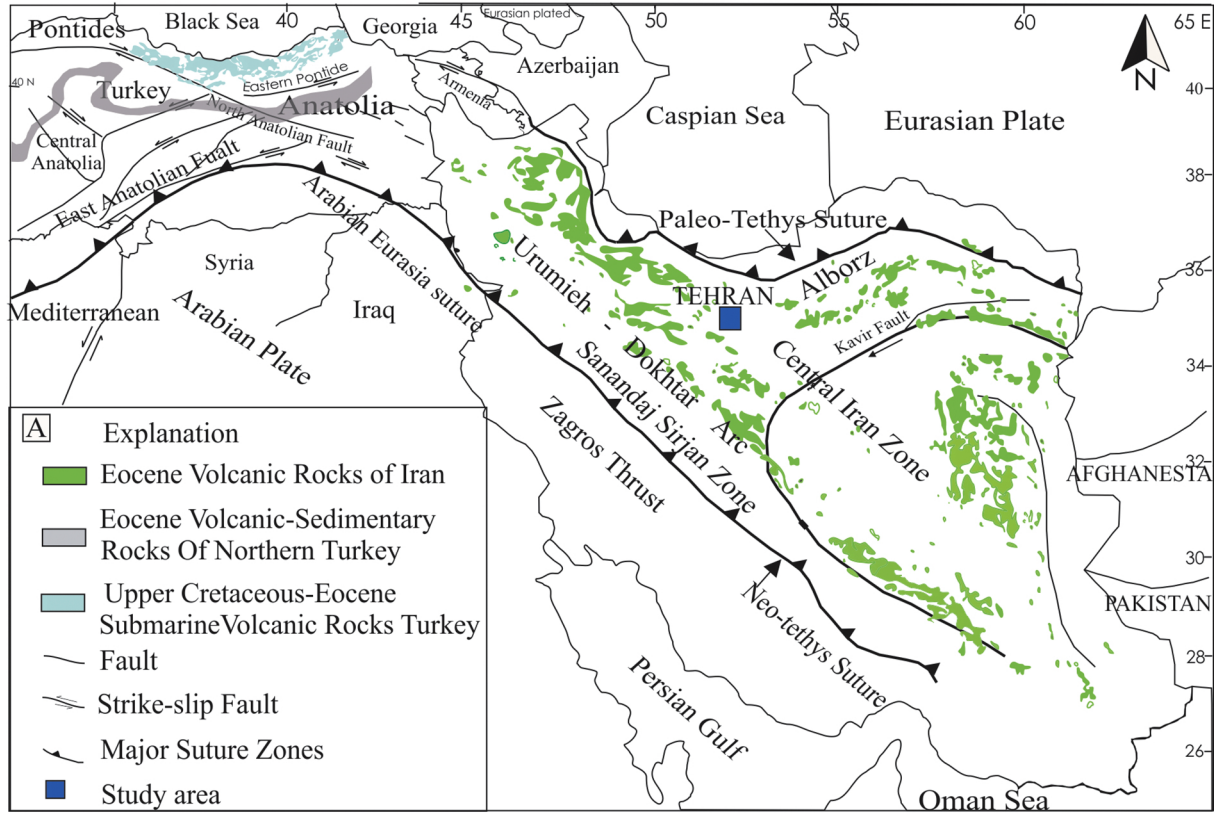 40
45
50
55
60
65 E
Pontides
Black Sea
Georgia
Eurasian plated
Azerbaijan
40 N
Turkey
Eastern Pontide
Anatolia
Armenia
North Anatolian Fault
Central
Anatolia
East Anatolian Fualt
Caspian Sea
Eurasian Plate
N
40
38
36
34
32
30
28
26
Arabian Eurasia suture
Paleo-Tethys Suture
Syria
Iraq
Mediterranean
Arabian Plate
Urumieh
Dokhtar
Arc
TEHRAN
Alborz
Kavir Fault
Central Iran Zone
Sanandaj Sirjan Zone
Zagros Thrust
AFGHANESTA
PAKISTAN
Neo-tethys Suture
Persian Gulf
Oman Sea
A
Explanation
Eocene Volcanic Rocks of Iran
Eocene Volcanic-Sedimentary
Rocks Of Northern Turkey
Upper Cretaceous-Eocene
SubmarineVolcanic Rocks Turkey
Fault
Strike-slip Fault
Major Suture Zones
Study area